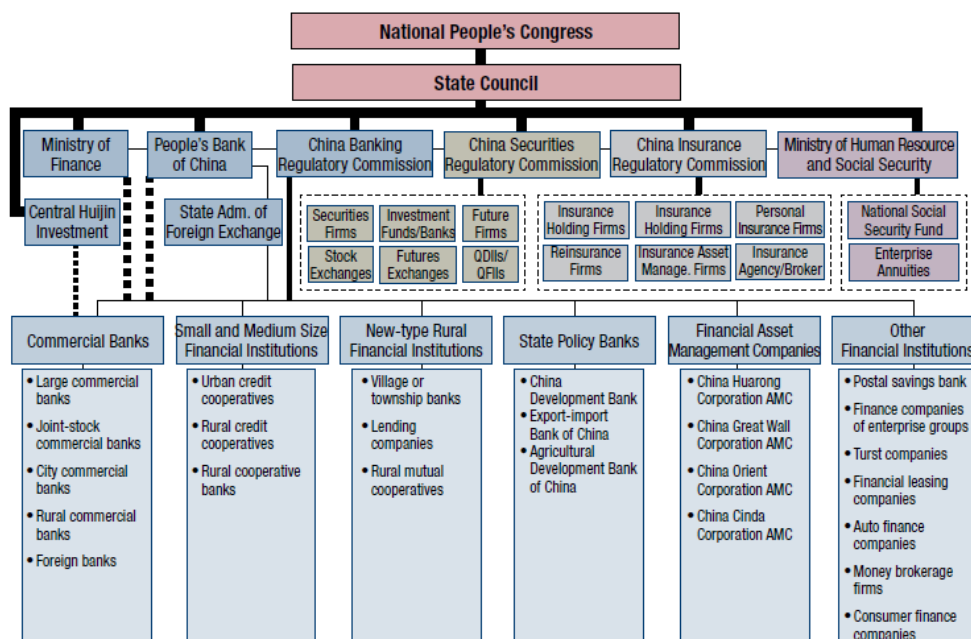 National People's Congress
State Council
Ministry of
Finance
People's Bank
of China
China Banking
Regulatory Commission
China Securities
Regulatory Commission
China Insurance
Regulatory Commission
Ministry of Human Resource
and Social Security
Central Huijin
Investment
State Adm. of
Foreign Exchange
Securities
Firms
Investment
Funds/Banks
Future
Firms
Stock
Exchanges
Futures
Exchanges
QDIIs/
QFIIs
Insurance
Holding Firms
Insurance
Holding Firms
Personal
Insurance Firms
Reinsurance
Firms
Insurance Asset
Manage. Firms
Insurance
Agency/Broker
National Social
Security Fund
Enterprise
Annuities
Commercial Banks
• Large commercial
banks
• Joint-stock
commercial banks
• City commercial
banks
• Rural commercial
banks
• Foreign banks
Small and Medium Size
Financial Institutions
• Urban credit
cooperatives
• Rural credit
cooperatives
• Rural cooperative
banks
New-type Rural
Financial Institutions
• Village or
township banks
• Lending
companies
• Rural mutual
cooperatives
State Policy Banks
• China
Development Bank
• Export-import
Bank of China
• Agricultural
Development Bank
of China
Financial Asset
Management Companies
• China Huarong
Corporation AMC
• China Great Wall
Corporation AMC
• China Orient
Corporation AMC
• China Cinda
Corporation AMC
Other
Financial Institutions
• Postal savings bank
• Finance companies
of enterprise groups
• Turst companies
• Financial leasing
companies
• Auto finance
companies
• Money brokerage
firms
• Consumer finance
companies